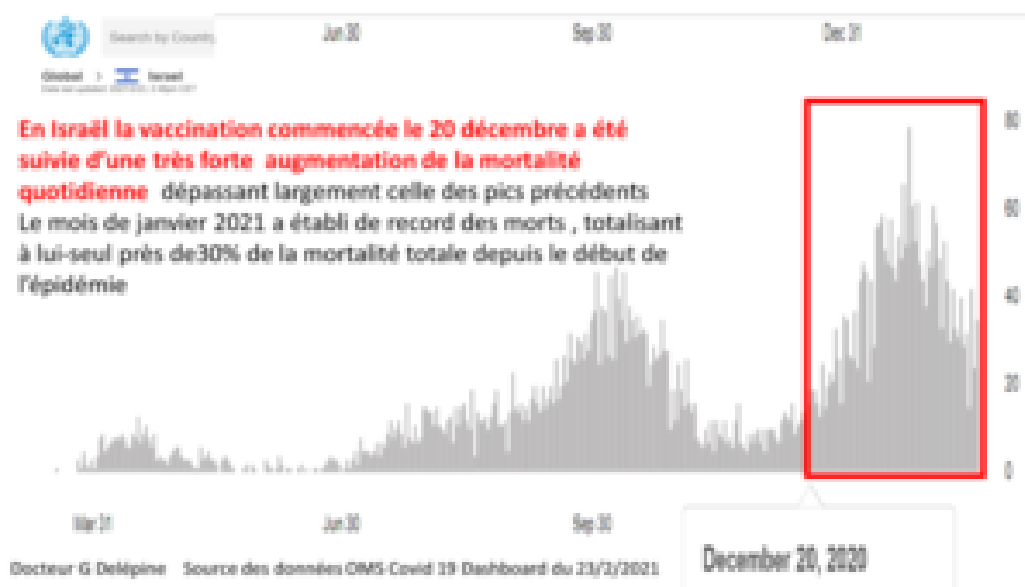 Search by Country
Jun 30
Sep 30
Dec 31
Global > Israel
En Israël la vaccination commencée le 20 décembre a été
suivie d'une très forte augmentation de la mortalité
quotidienne dépassant largement celle des pics précédents
Le mois de janvier 2021 a établi de record des morts , totalisant
à lui-seul près de30% de la mortalité totale depuis le début de
l'épidémie
80
60
40
20
0
Mar 31
Jun 30
Sep 30
December 20, 2020
Docteur G Delépine Source des données OMS Covid 19 Dashboard du 23/2/2021